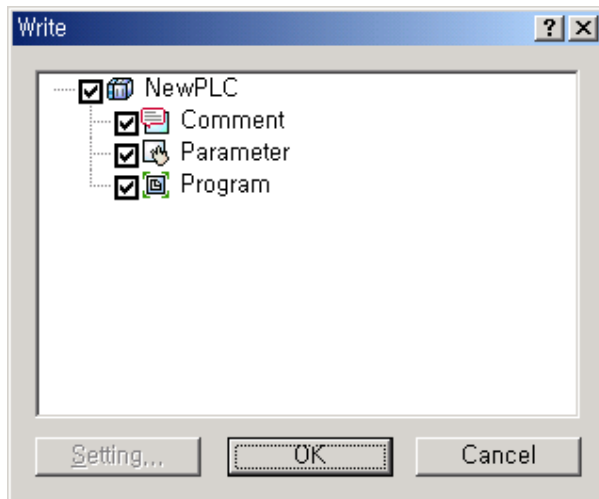 Write
NewPLC
Comment
Parameter
Program
Setting...
OK
Cancel